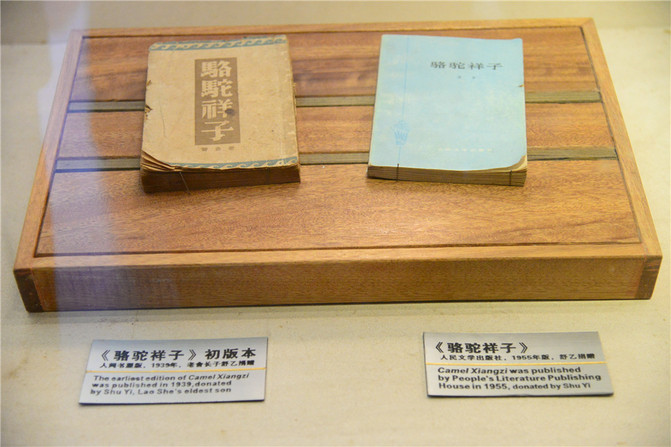 駱駝祥子
骆驼祥子
《骆驼祥子》初版本
人间书屋版，1939年，老舍长子舒乙捐赠
The earliest edition of Camel Xiangzi
was published in 1939,donated
by Shu Yi, Lao She's eldest son
《骆驼祥子》
人民文学出版社，1955年版，舒乙捐赠
Camel Xiangzi was published
by People's Literature Publishing
House in 1955, donated by Shu Yi